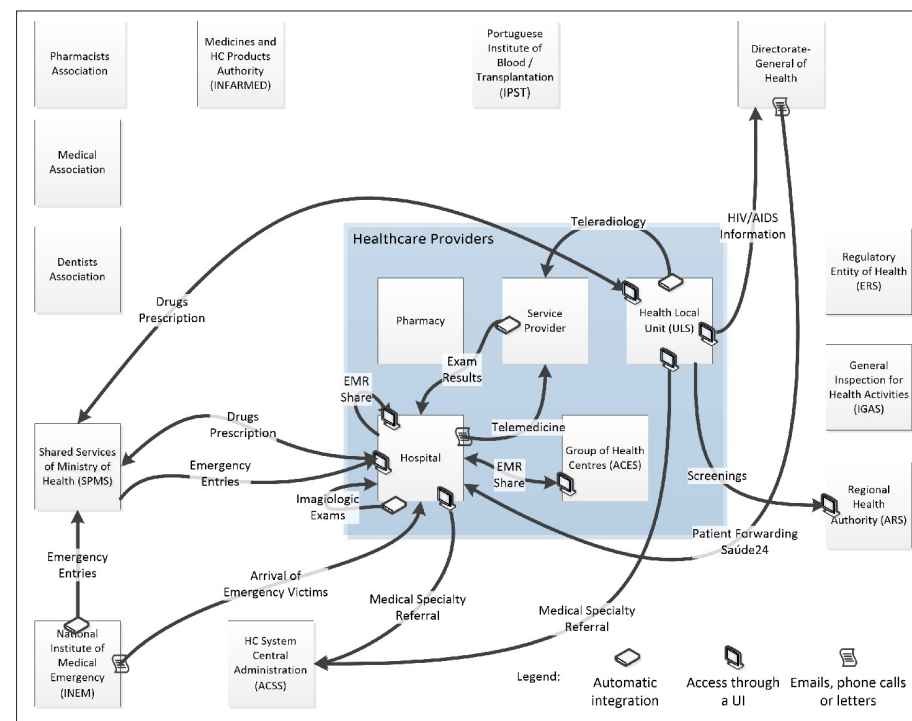 Pharmacists
Association
Medicines and
HC Products
Authority
(INFARMED)
Portuguese
Institute of
Blood /
Transplantation
(IPST)
Directorate-
General of
Health
Medical
Association
Dentists
Association
Teleradiology
HIV/AIDS
Information
Healthcare Providers
Regulatory
Entity of Health
(ERS)
Drugs
Prescription
Pharmacy
Service
Provider
Health Local
Unit (ULS)
Exam
Results
General
Inspection for
Health Activities
(IGAS)
EMR
Share
Drugs
Prescription
Telemedicine
Shared Services
of Ministry of
Health (SPMS)
Hospital
Group of Health
Centres (ACES)
Emergency
Entries
EMR
Share
Screenings
Imagiologic
Exams
Regional
Health
Authority (ARS)
Patient Forwarding
Saúde24
Emergency
Entries
Arrival of
Emergency Victims
Medical Specialty
Referral
Medical Specialty
Referral
National
Institute of
Medical
Emergency
(INEM)
HC System
Central
Administration
(ACSS)
Legend:
Automatic
integration
Access through
a UI
Emails, phone calls
or letters